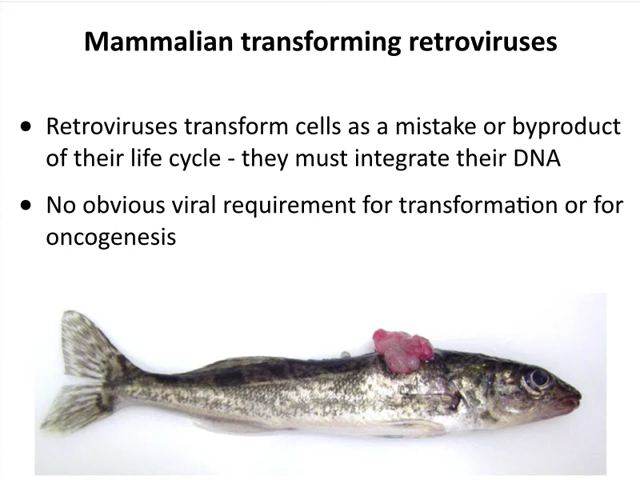 Mammalian transforming retroviruses
● Retroviruses transform cells as a mistake or byproduct
of their life cycle - they must integrate their DNA
● No obvious viral requirement for transformation or for
oncogenesis